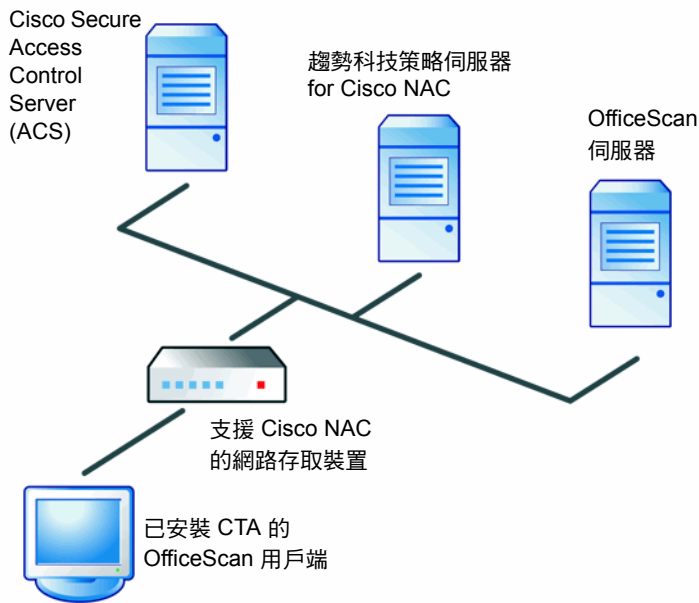 Cisco Secure
Access
Control
Server
(ACS)
趨勢科技策略伺服器
for Cisco NAC
OfficeScan
伺服器
支援 Cisco NAC
的網路存取裝置
已安裝 CTA 的
OfficeScan 用戶端